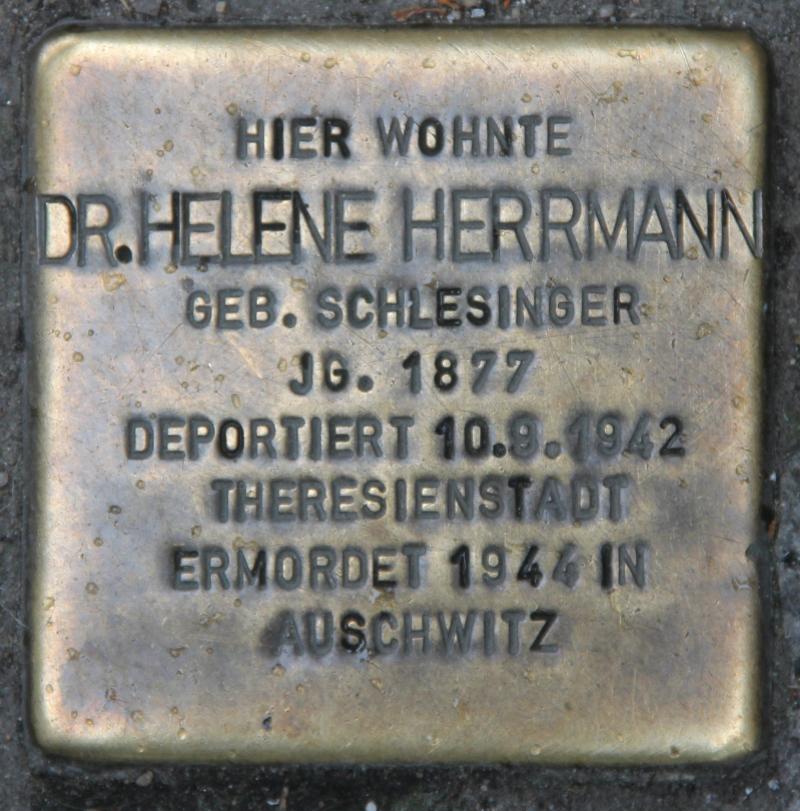 HIER WOHNTE
DR. HELENE HERRMANN
GEB. SCHLESINGER
JG. 1877
DEPORTIERT 10.9.1942
THERESIENSTADT
ERMORDET 1944 IN
AUSCHWITZ